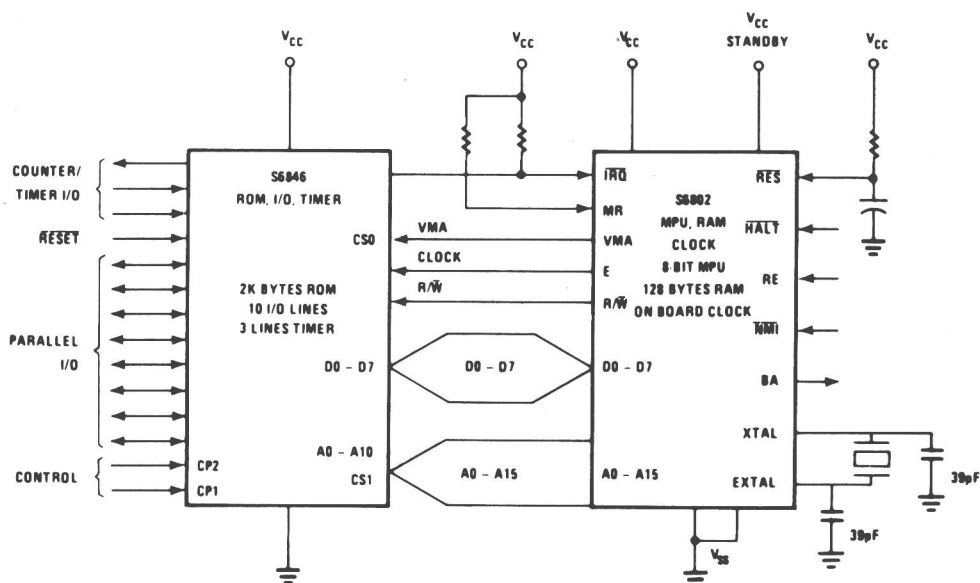 VCC
VCC
VCC
VCC
STANDBY
VCC
COUNTER/
TIMER I/O
RESET
PARALLEL
I/O
CONTROL
S6846
ROM, I/O, TIMER
CS0
2K BYTES ROM
10 I/O LINES
3 LINES TIMER
D0 – D7
A0 – A10
CS1
CP2
CP1
VMA
CLOCK
R/W
D0 – D7
A0 – A15
IRQ
MR
VMA
E
R/W
D0 – D7
A0 – A15
S6802
MPU, RAM
CLOCK
8-BIT MPU
128 BYTES RAM
ON BOARD CLOCK
RES
HALT
RE
NMI
BA
XTAL
EXTAL
39pF
39pF
VSS